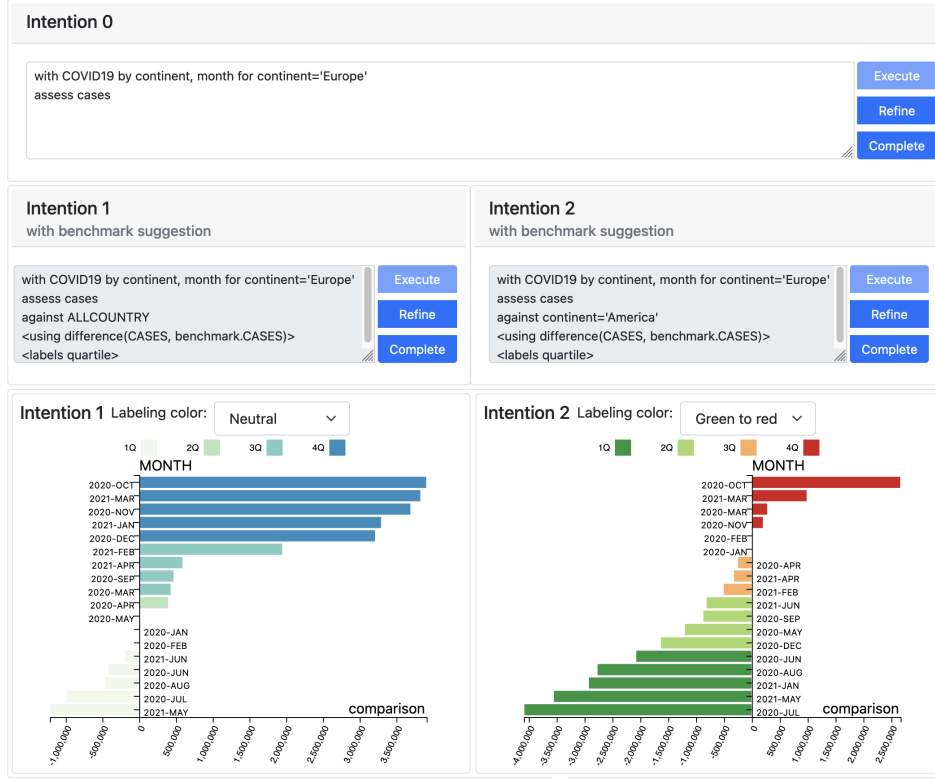 Intention 0
with COVID19 by continent, month for continent='Europe'
assess cases
Execute
Refine
Complete
Intention 1
with benchmark suggestion
with COVID19 by continent, month for continent='Europe'
assess cases
against ALLCOUNTRY
<using difference(CASES, benchmark.CASES)>
<labels quartile>
Execute
Refine
Complete
Intention 2
with benchmark suggestion
with COVID19 by continent, month for continent='Europe'
assess cases
against continent='America'
<using difference(CASES, benchmark.CASES)>
<labels quartile>
Execute
Refine
Complete
Intention 1 Labeling color: Neutral
1Q 2Q 3Q 4Q
MONTH
2020-OCT
2021-MAR
2020-NOV
2021-JAN
2020-DEC
2021-FEB
2021-APR
2020-SEP
2020-MAR
2020-APR
2020-MAY
2020-JAN
2020-FEB
2021-JUN
2020-JUN
2020-AUG
2020-JUL
2021-MAY
comparison
-1,000,000
-500,000
0
500,000
1,000,000
1,500,000
2,000,000
2,500,000
3,000,000
3,500,000
Intention 2 Labeling color: Green to red
1Q 2Q 3Q 4Q
MONTH
2020-OCT
2021-MAR
2020-MAR
2020-NOV
2020-FEB
2020-JAN
2020-APR
2021-APR
2021-FEB
2021-JUN
2020-SEP
2020-MAY
2020-DEC
2020-JUN
2020-AUG
2021-JAN
2021-MAY
2020-JUL
comparison
-4,000,000
-3,500,000
-3,000,000
-2,500,000
-2,000,000
-1,500,000
-1,000,000
-500,000
0
500,000
1,000,000
1,500,000
2,000,000
2,500,000